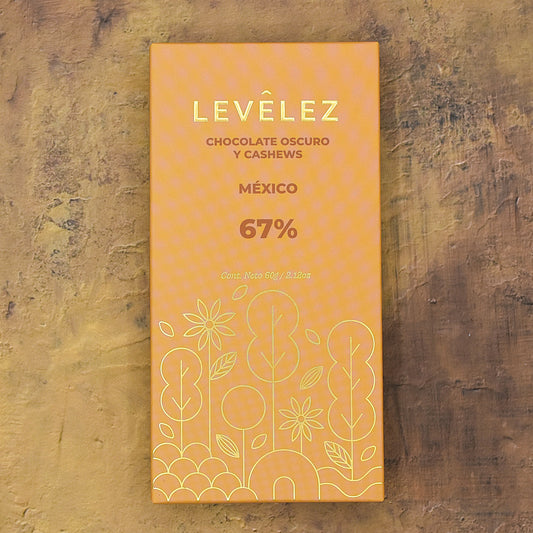 LEVÊLEZ
CHOCOLATE OSCURO
Y CASHEWS
MÉXICO
67%
Cont. Neto 60g / 2.12oz